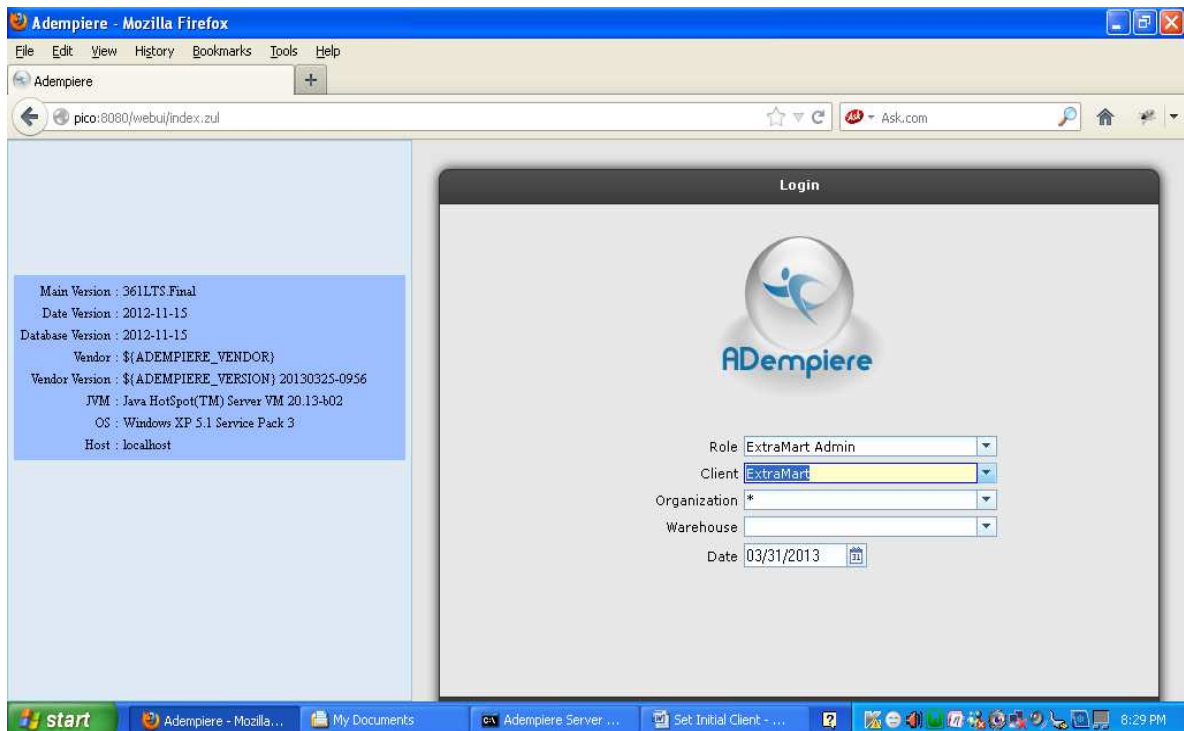 Adempiere - Mozilla Firefox
File Edit View History Bookmarks Tools Help
Adempiere
pico:8080/webui/index.zul
Ask.com
Login
Main Version : 361LTS.Final
Date Version : 2012-11-15
Database Version : 2012-11-15
Vendor : ${ADEMPIERE_VENDOR}
Vendor Version : ${ADEMPIERE_VERSION} 20130325-0956
JVM : Java HotSpot(TM) Server VM 20.13-b02
OS : Windows XP 5.1 Service Pack 3
Host : localhost
ADempiere
Role ExtraMart Admin
Client ExtraMart
Organization *
Warehouse
Date 03/31/2013 31
start Adempiere - Mozilla... My Documents Adempiere Server ... Set Initial Client - ... 8:29 PM